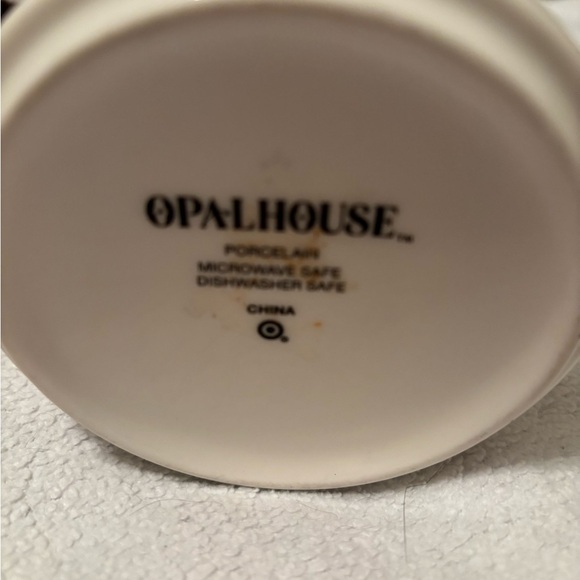 OPALHOUSE™
PORCELAIN
MICROWAVE SAFE
DISHWASHER SAFE
CHINA